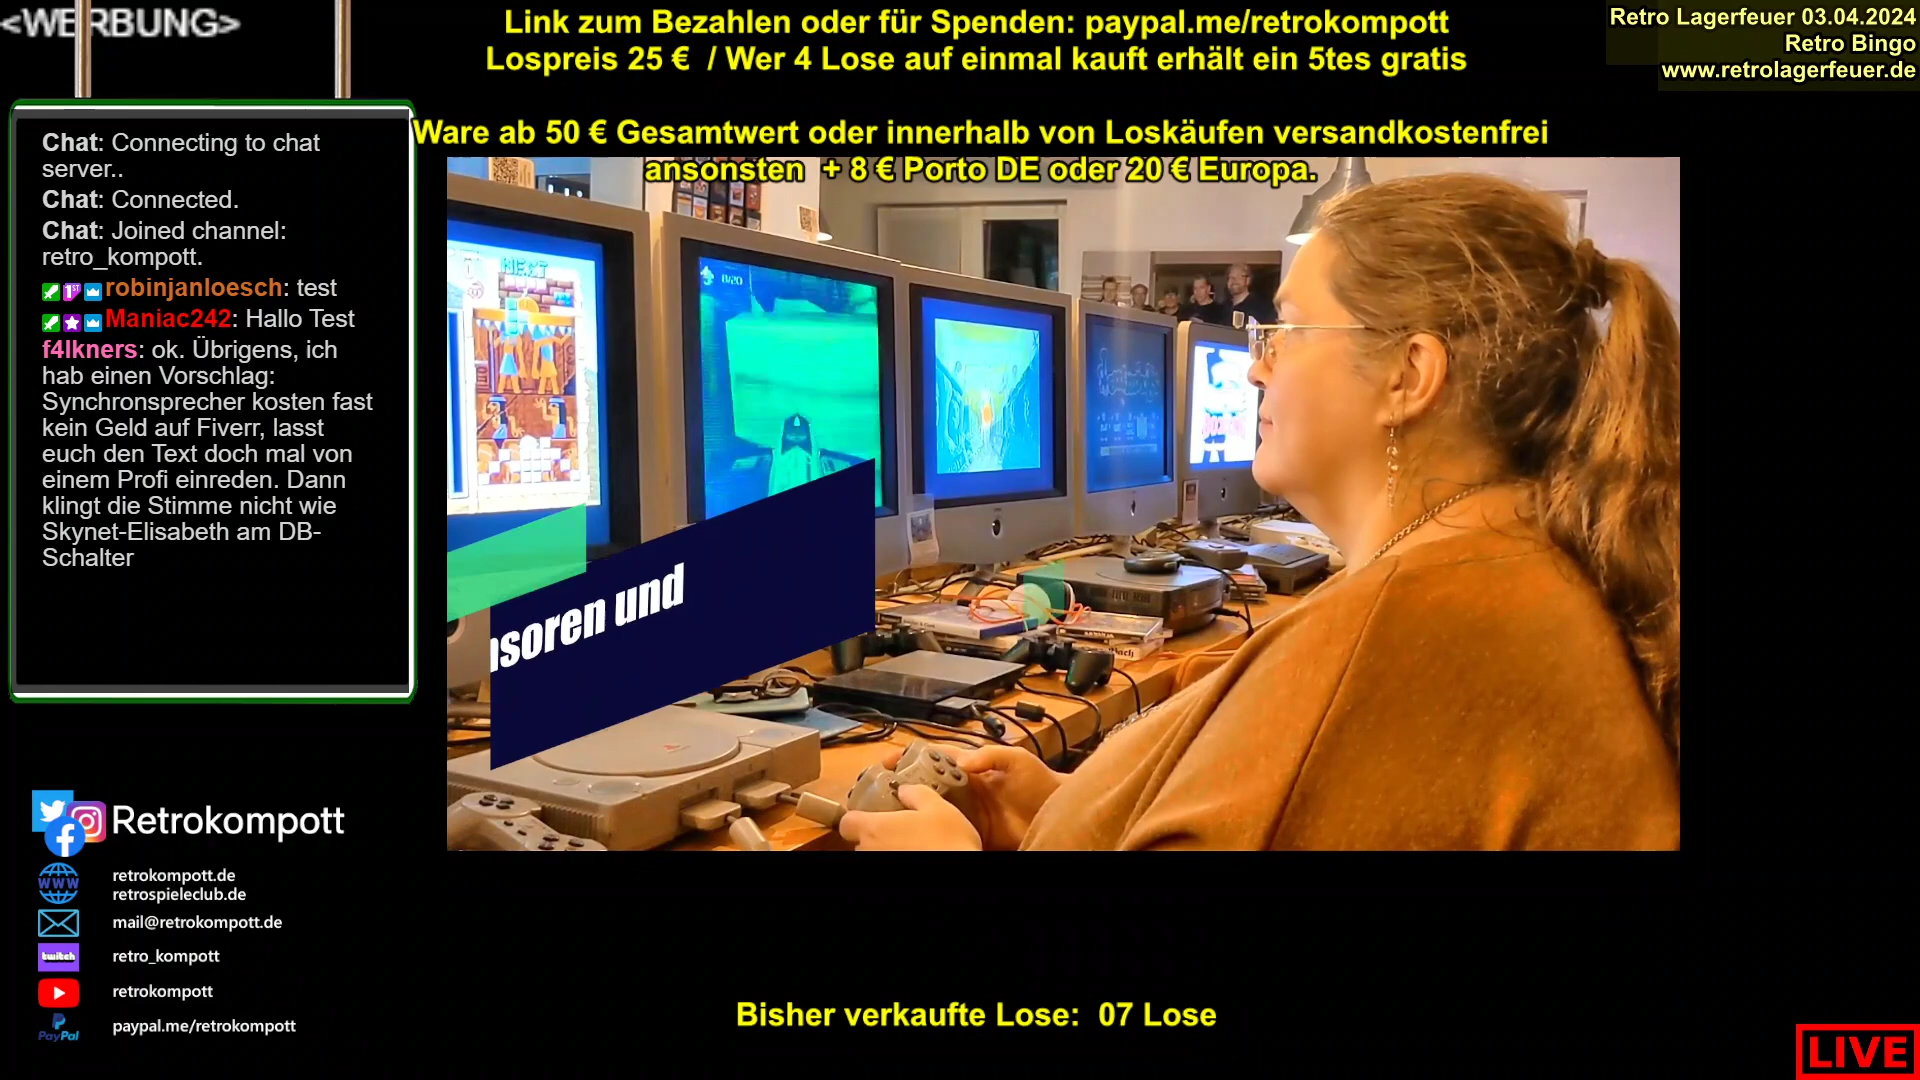 <WERBUNG>
Link zum Bezahlen oder für Spenden: paypal.me/retrokompott
Lospreis 25 € / Wer 4 Lose auf einmal kauft erhält ein 5tes gratis
Retro Lagerfeuer 03.04.2024
Retro Bingo
www.retrolagerfeuer.de
Ware ab 50 € Gesamtwert oder innerhalb von Loskäufen versandkostenfrei
ansonsten + 8 € Porto DE oder 20 € Europa.
Chat: Connecting to chat
server..
Chat: Connected.
Chat: Joined channel:
retro_kompott.
robinjanloesch: test
Maniac242: Hallo Test
f4lkners: ok. Übrigens, ich
hab einen Vorschlag:
Synchronsprecher kosten fast
kein Geld auf Fiverr, lasst
euch den Text doch mal von
einem Profi einreden. Dann
klingt die Stimme nicht wie
Skynet-Elisabeth am DB-
Schalter
NEXT
8/20
nsoren und
Retrokompott
www
retrokompott.de
retrospieleclub.de
mail@retrokompott.de
twitch
retro_kompott
retrokompott
PayPal
paypal.me/retrokompott
Bisher verkaufte Lose: 07 Lose
LIVE